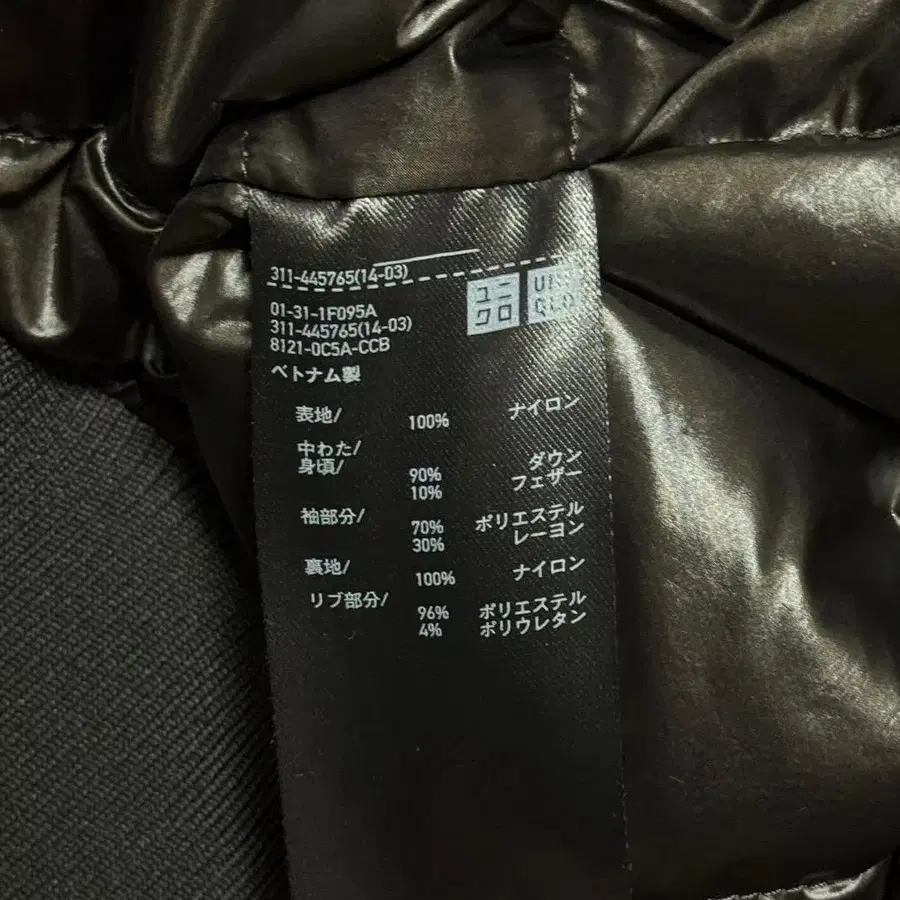 311-445765(14-03)
ユニ
クロ
UNI
QLO
01-31-1F095A
311-445765(14-03)
8121-0C5A-CCB
ベトナム製
表地/ 100% ナイロン
中わた/
身頃/ 90% ダウン
10% フェザー
袖部分/ 70% ポリエステル
30% レーヨン
裏地/ 100% ナイロン
リブ部分/ 96% ポリエステル
4% ポリウレタン